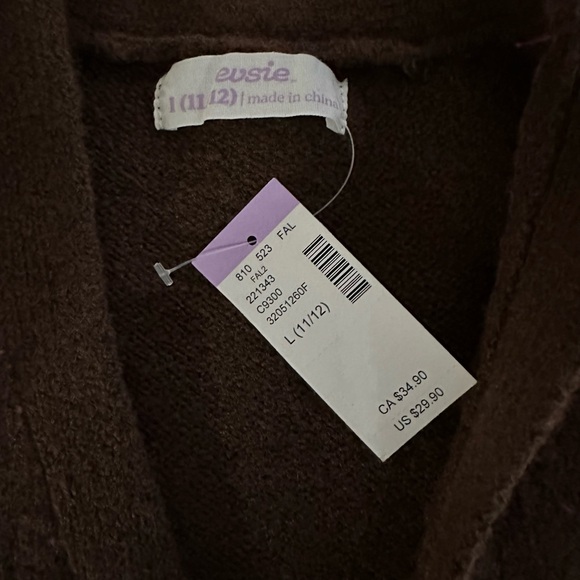 evsie
l (11/12) | made in china
810 523 FAL
FAL2
221343
C9300
32051260F
L (11/12)
CA $34.90
US $29.90